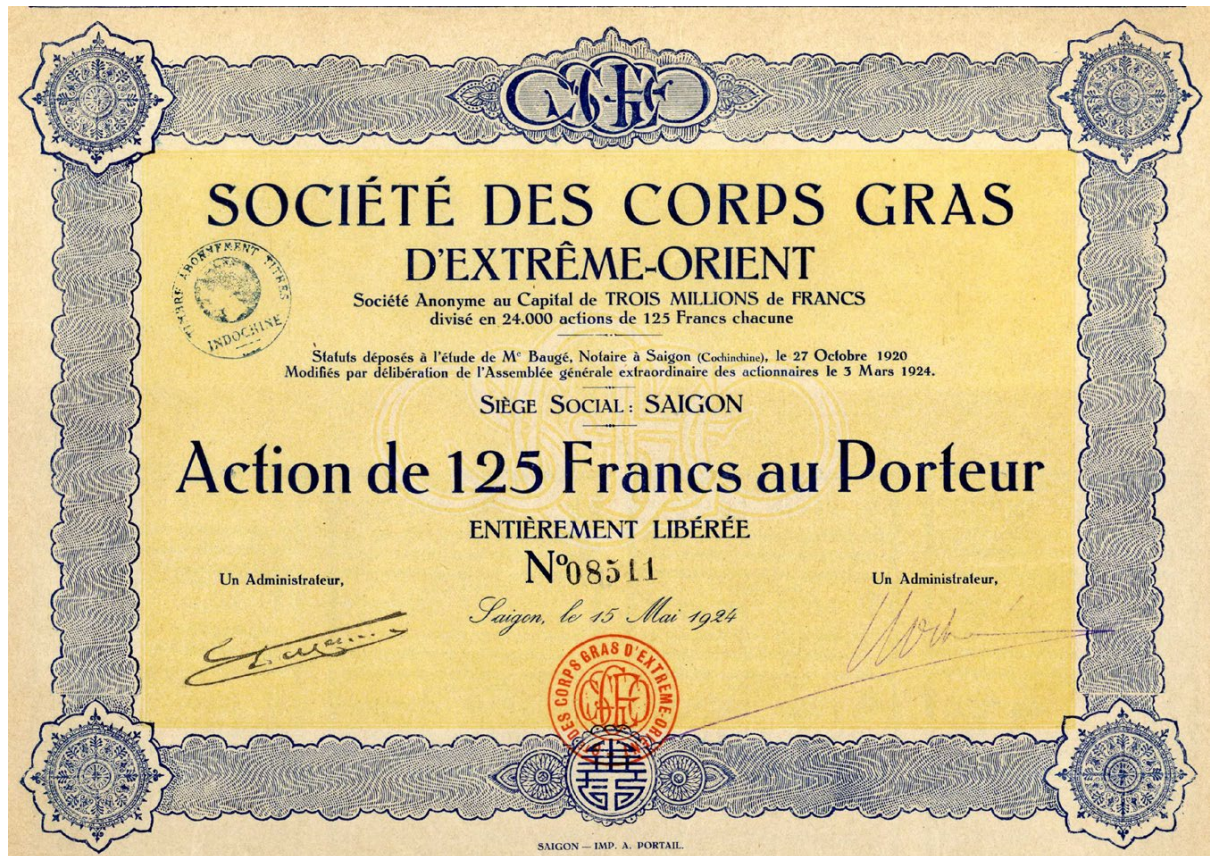 SOCIÉTÉ DES CORPS GRAS
D'EXTRÊME-ORIENT
Société Anonyme au Capital de TROIS MILLIONS de FRANCS
divisé en 24.000 actions de 125 Francs chacune
TIMBRE ABONNEMENT TITRES
INDOCHINE
Statuts déposés à l'étude de Me Baugé, Notaire à Saigon (Cochinchine), le 27 Octobre 1920
Modifiés par délibération de l'Assemblée générale extraordinaire des actionnaires le 3 Mars 1924.
SIÈGE SOCIAL : SAIGON
Action de 125 Francs au Porteur
ENTIÈREMENT LIBÉRÉE
No 08511
Un Administrateur,
Un Administrateur,
Saigon, le 15 Mai 1924
DES CORPS GRAS D'EXTREME-ORI
SAIGON — IMP. A. PORTAIL.